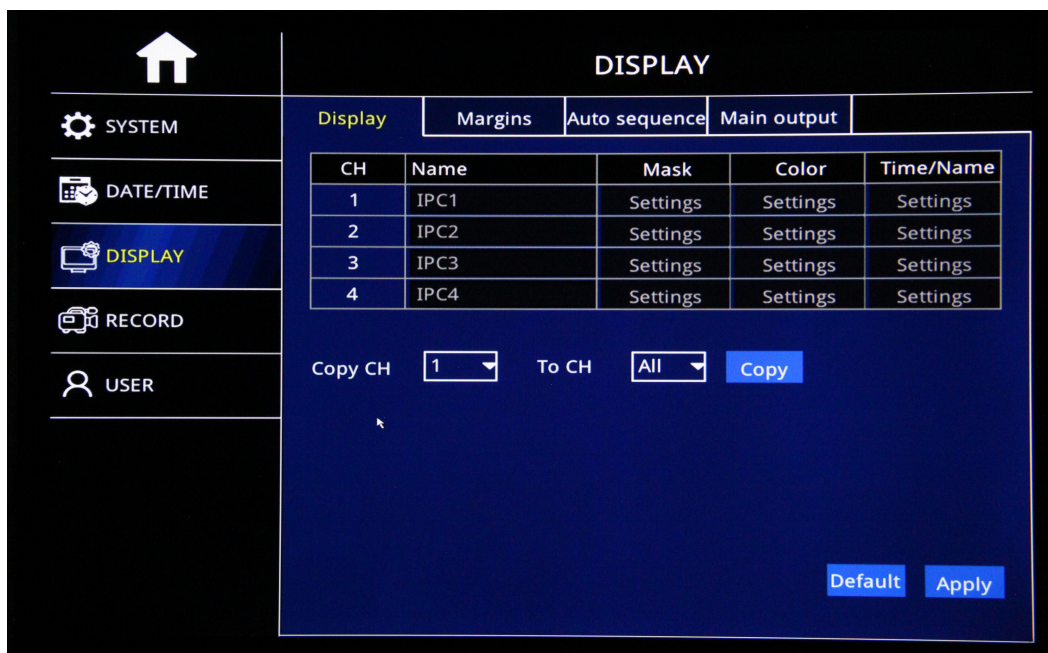 DISPLAY
SYSTEM
DATE/TIME
DISPLAY
RECORD
USER
Display Margins Auto sequence Main output
CH Name Mask Color Time/Name
1 IPC1 Settings Settings Settings
2 IPC2 Settings Settings Settings
3 IPC3 Settings Settings Settings
4 IPC4 Settings Settings Settings
Copy CH 1 To CH All Copy
Default Apply